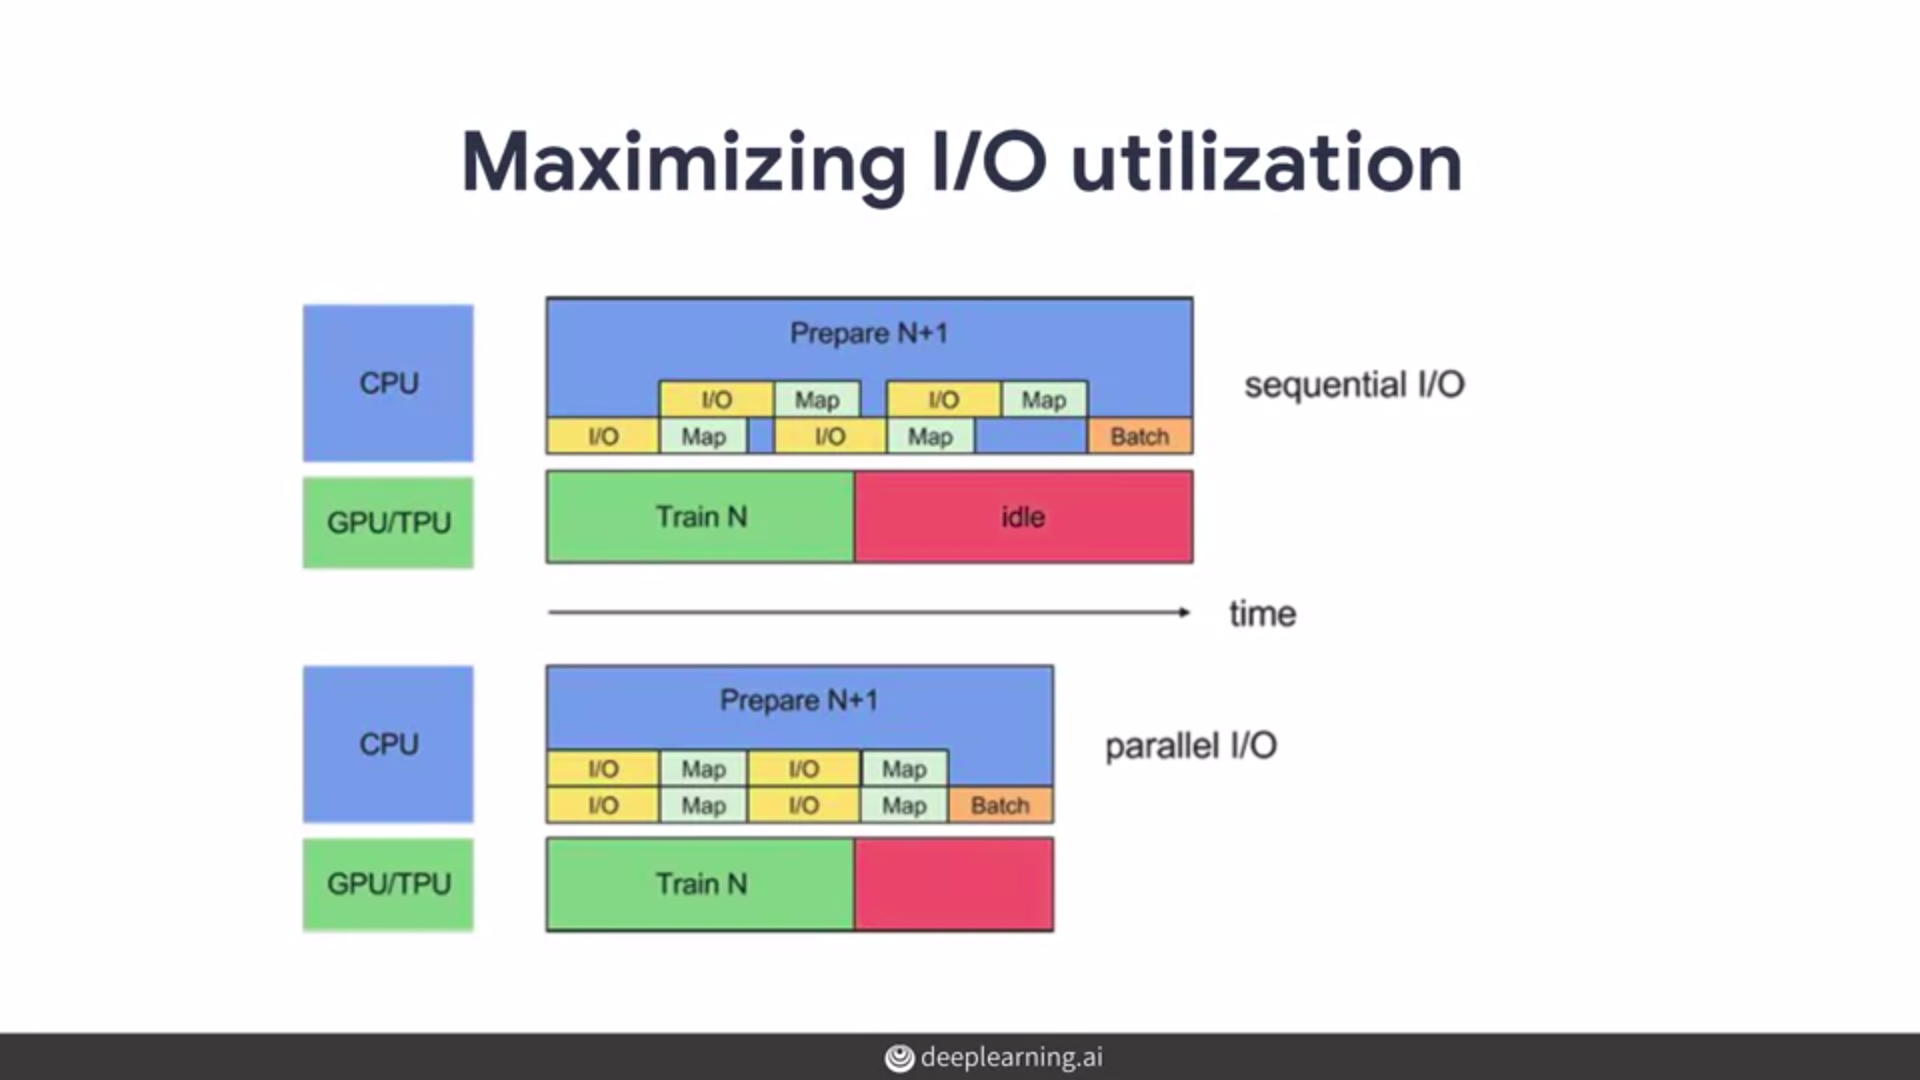 Maximizing I/O utilization
CPU
Prepare N+1
I/O Map I/O Map
I/O Map I/O Map Batch
sequential I/O
GPU/TPU
Train N idle
time
CPU
Prepare N+1
I/O Map I/O Map
I/O Map I/O Map Batch
parallel I/O
GPU/TPU
Train N
deeplearning.ai